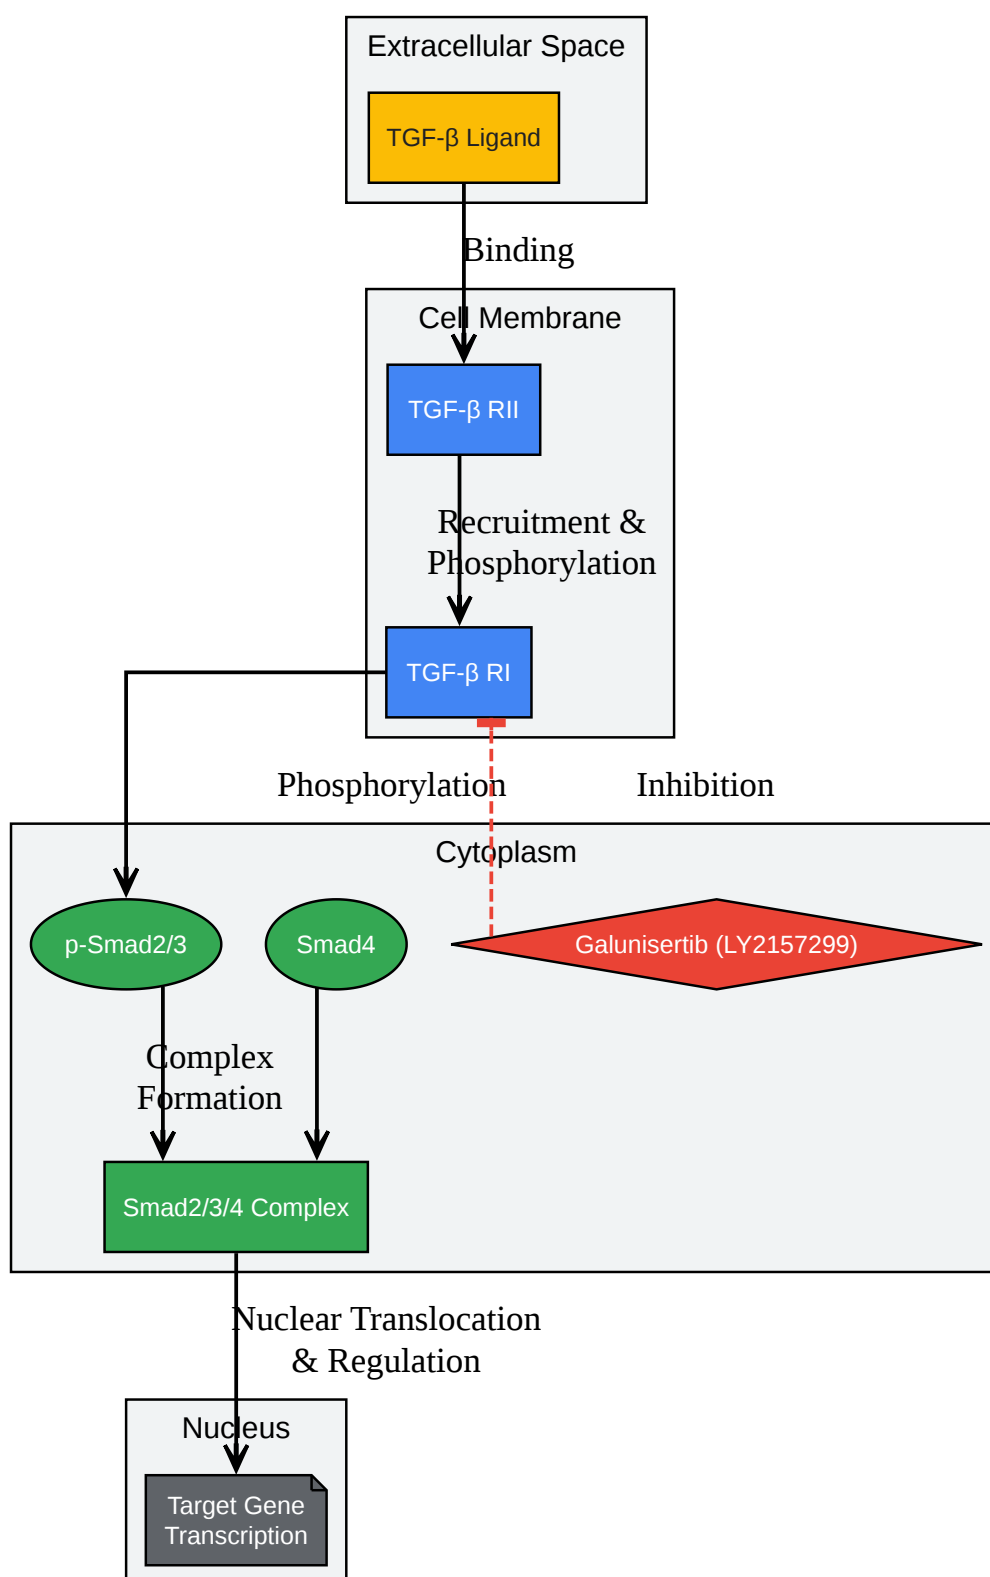 Extracellular Space
TGF-β Ligand
Binding
Cell Membrane
TGF-β RII
Recruitment &
Phosphorylation
TGF-β RI
Phosphorylation
Inhibition
Cytoplasm
p-Smad2/3
Smad4
Galunisertib (LY2157299)
Complex
Formation
Smad2/3/4 Complex
Nuclear Translocation
& Regulation
Nucleus
Target Gene
Transcription